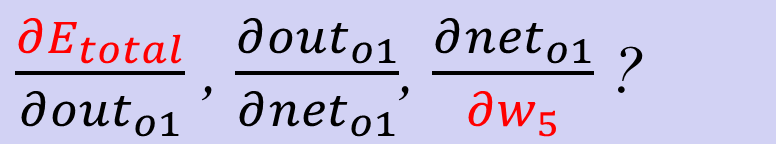 ∂E_total/∂out_o1 , ∂out_o1/∂net_o1 , ∂net_o1/∂w_5 ?